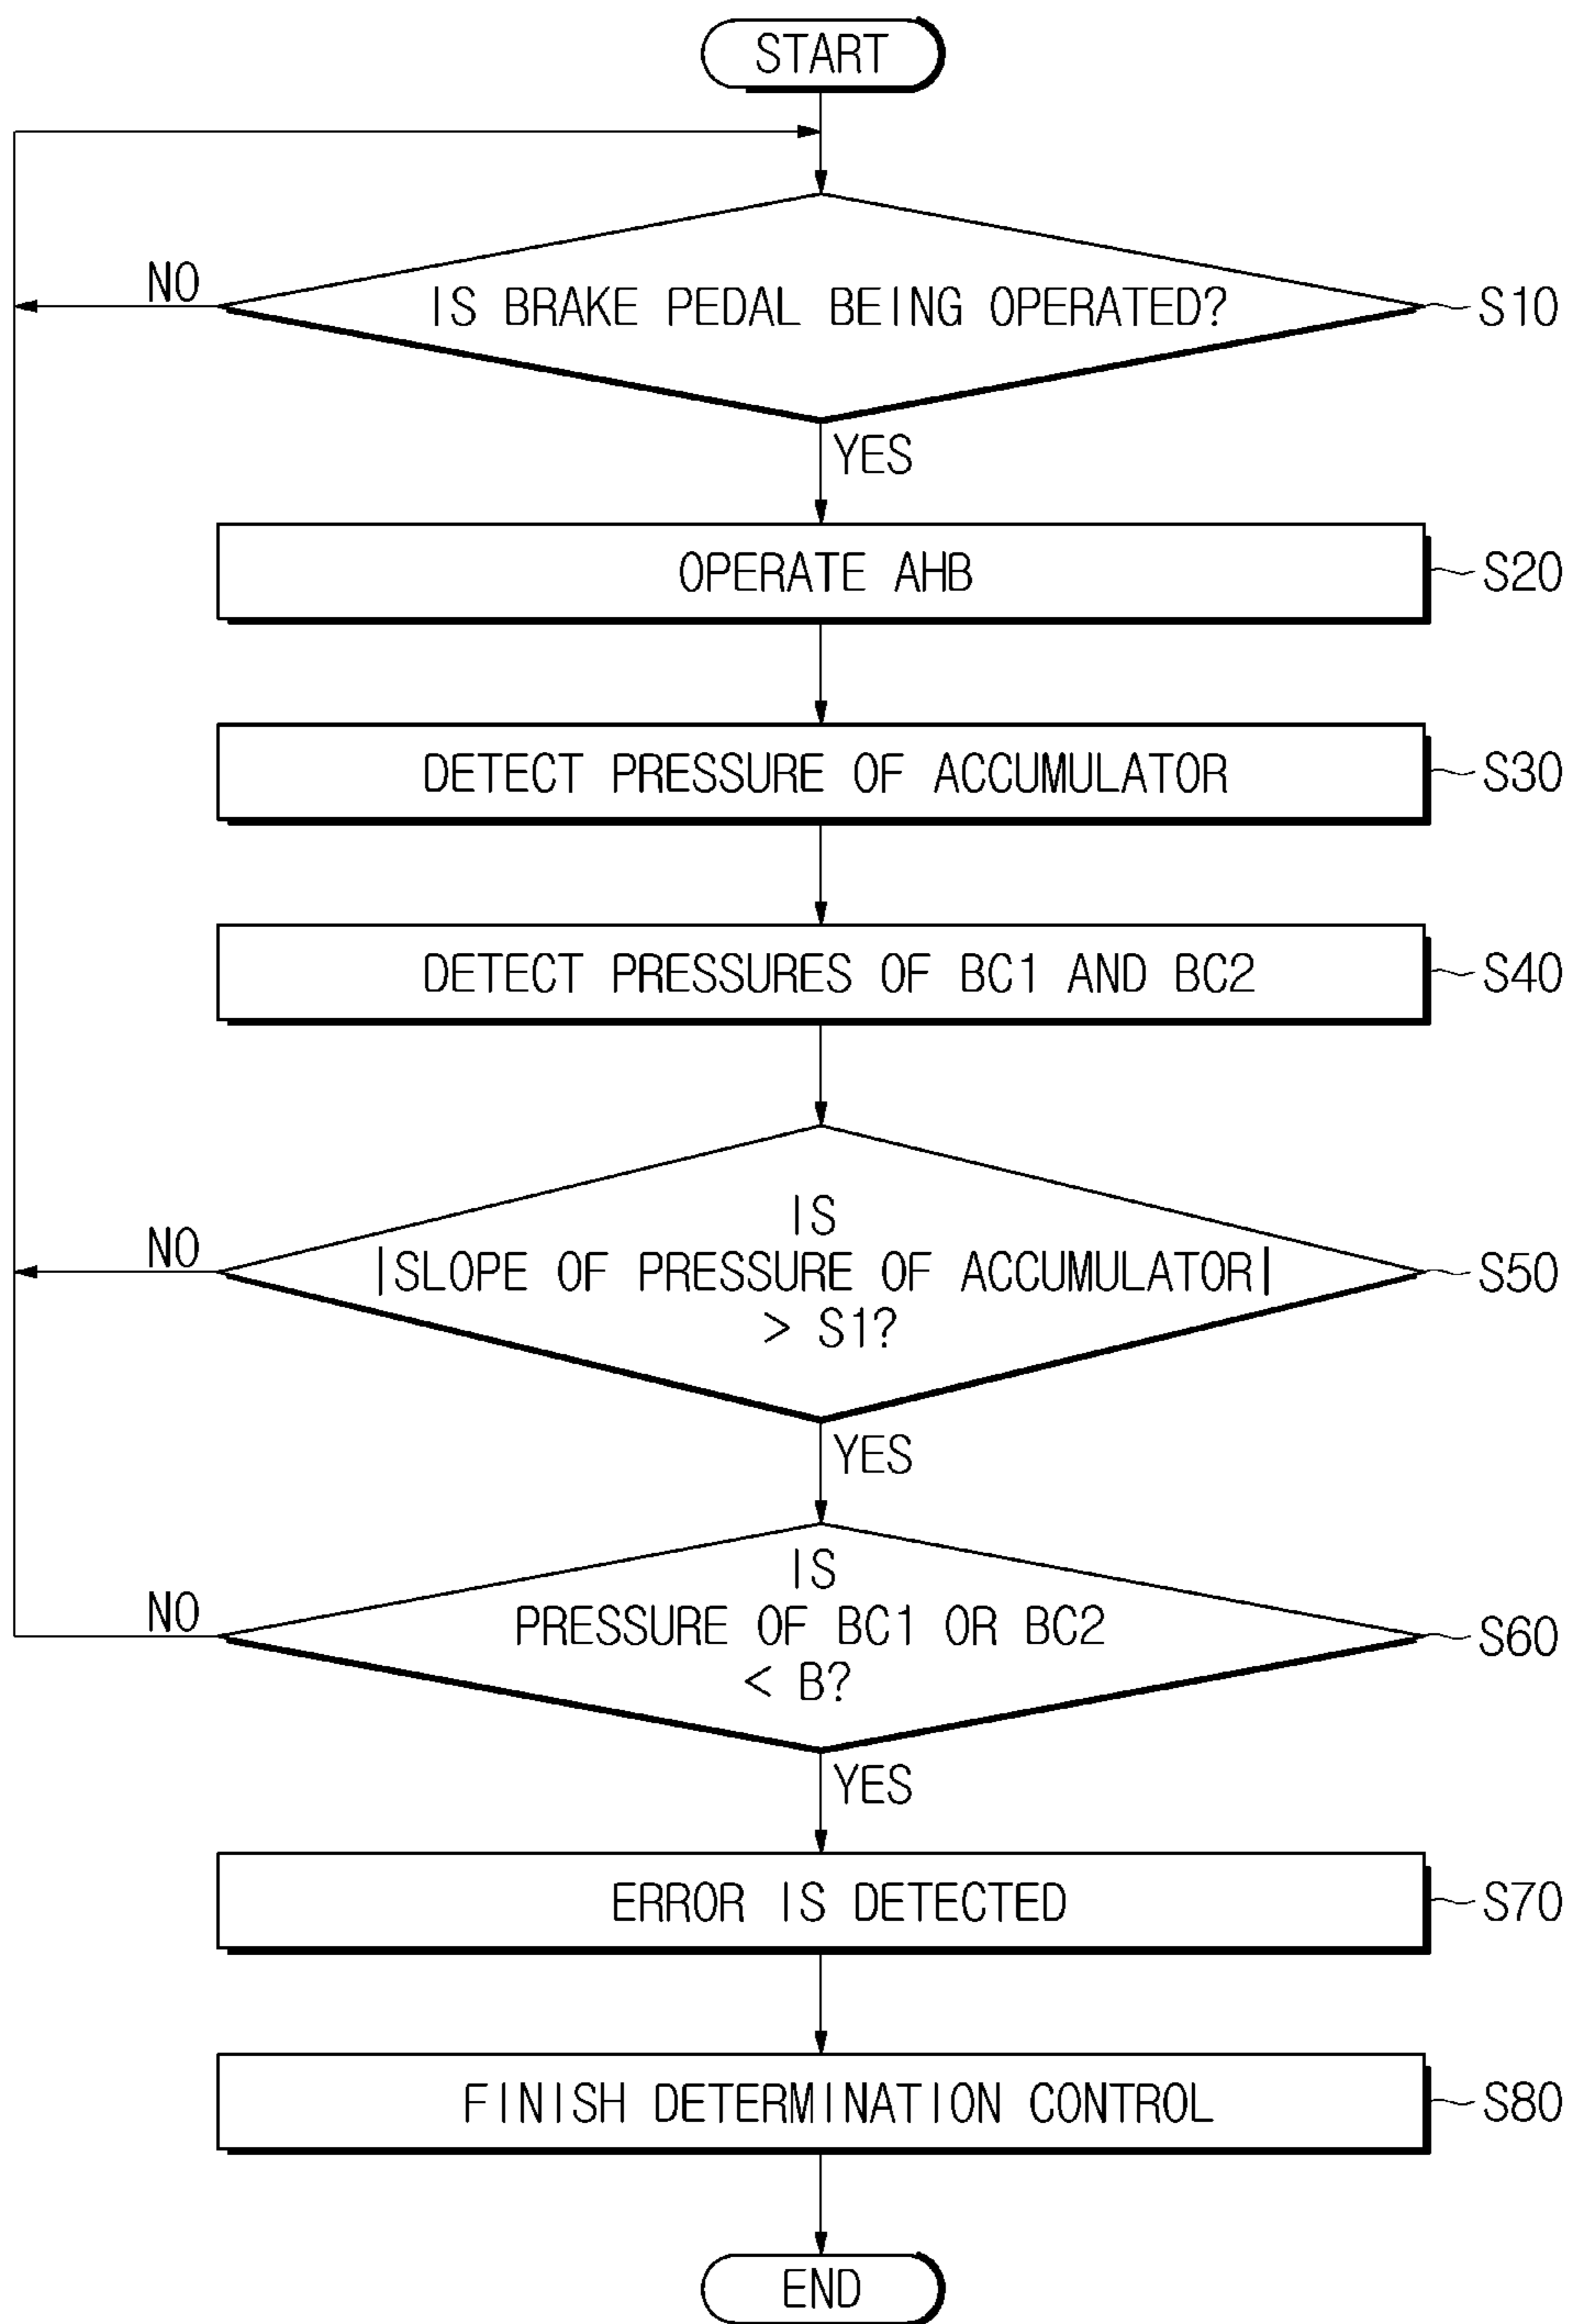 START
NO
IS BRAKE PEDAL BEING OPERATED?
S10
YES
OPERATE AHB
S20
DETECT PRESSURE OF ACCUMULATOR
S30
DETECT PRESSURES OF BC1 AND BC2
S40
NO
IS
|SLOPE OF PRESSURE OF ACCUMULATOR|
> S1?
S50
YES
NO
IS
PRESSURE OF BC1 OR BC2
< B?
S60
YES
ERROR IS DETECTED
S70
FINISH DETERMINATION CONTROL
S80
END